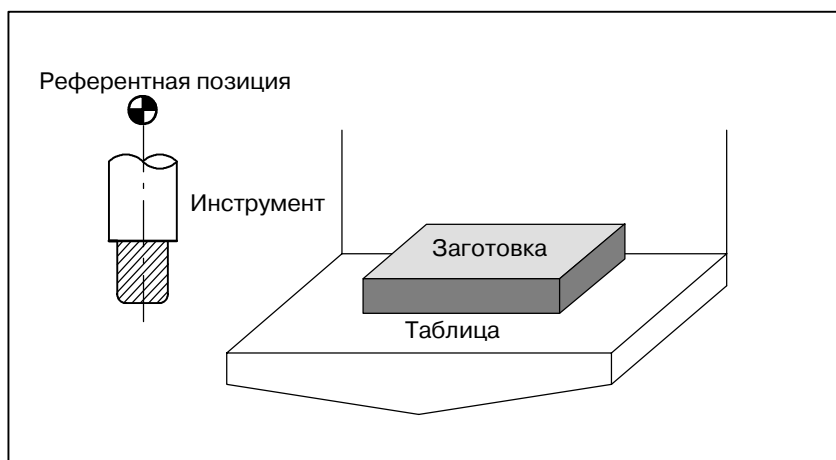 Референтная позиция
Инструмент
Заготовка
Таблица